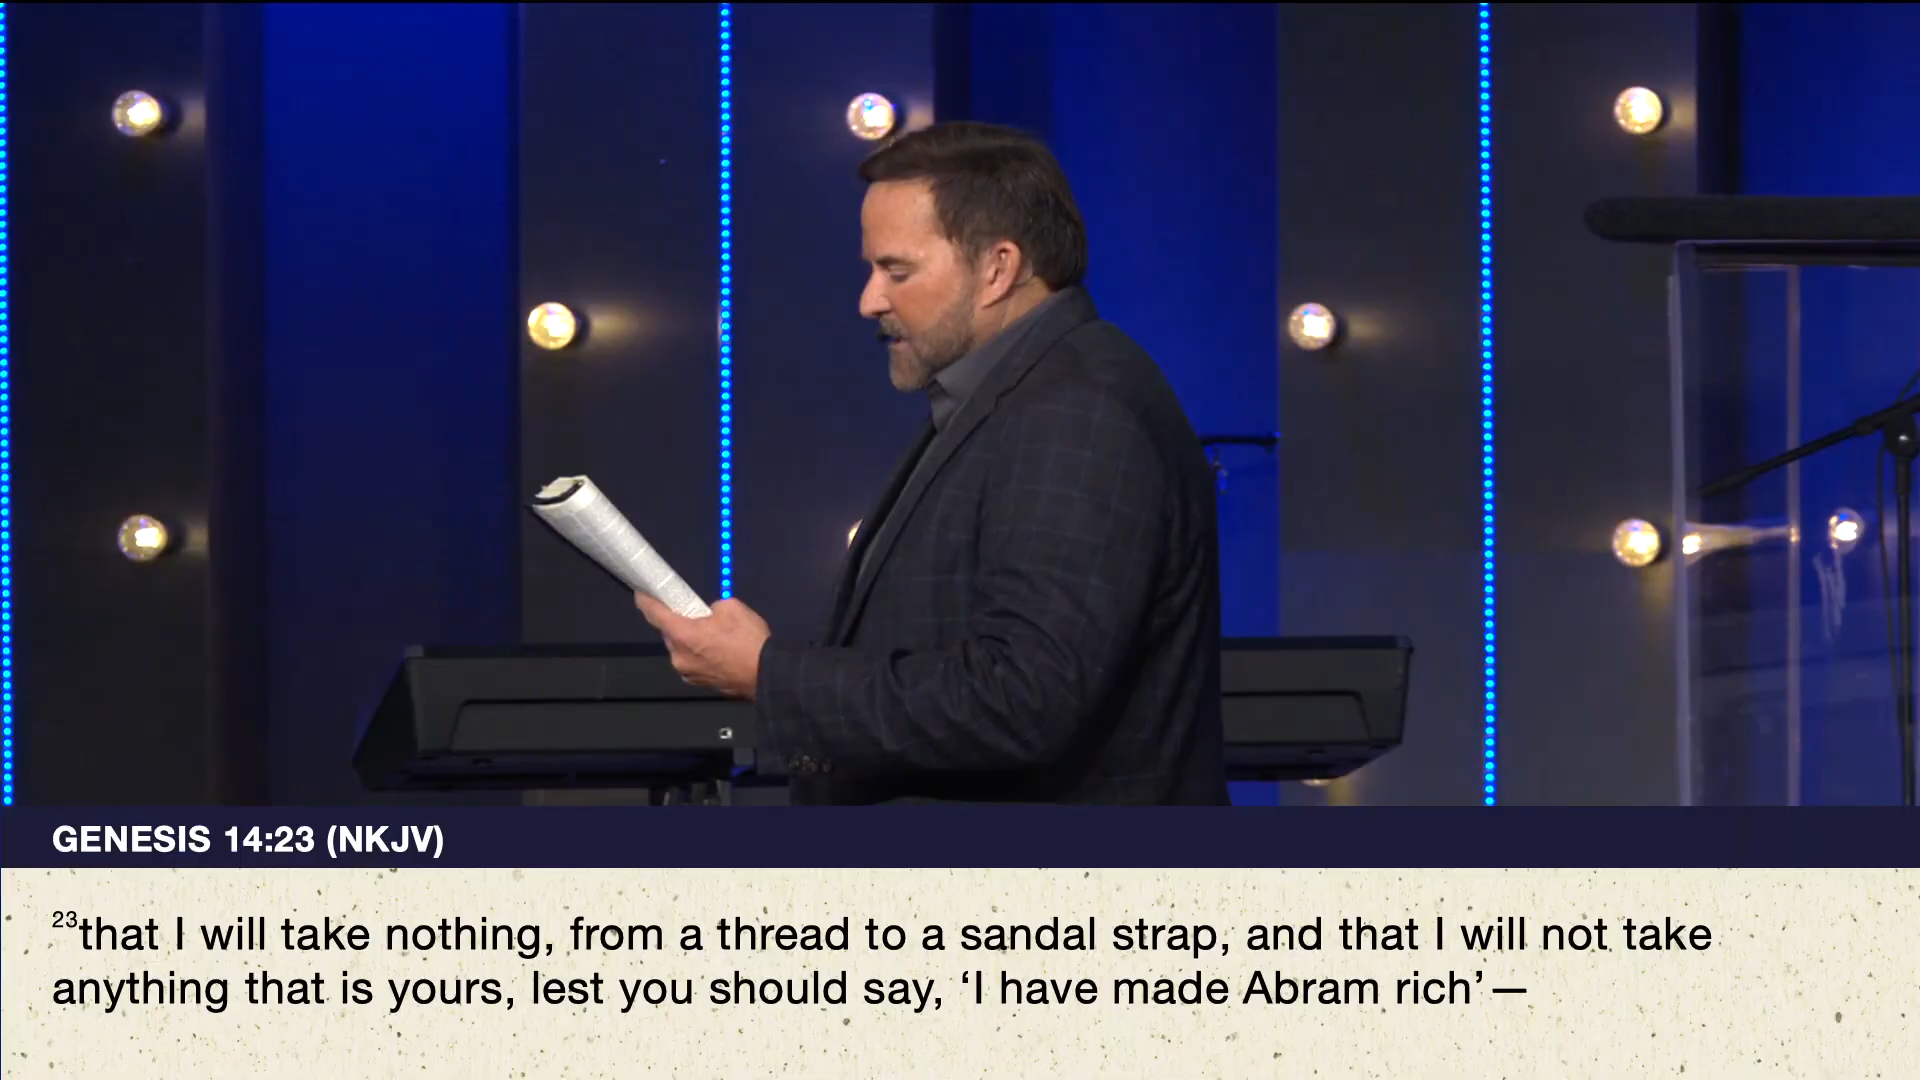 GENESIS 14:23 (NKJV)
23that I will take nothing, from a thread to a sandal strap, and that I will not take
anything that is yours, lest you should say, ‘I have made Abram rich’—